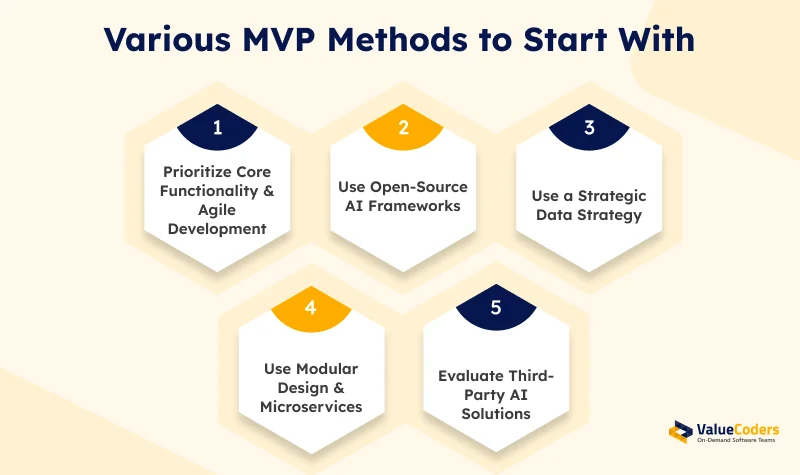 Various MVP Methods to Start With
1
Prioritize Core
Functionality &
Agile
Development
2
Use Open-Source
AI Frameworks
3
Use a Strategic
Data Strategy
4
Use Modular
Design &
Microservices
5
Evaluate Third-
Party AI
Solutions
ValueCoders
On-Demand Software Teams